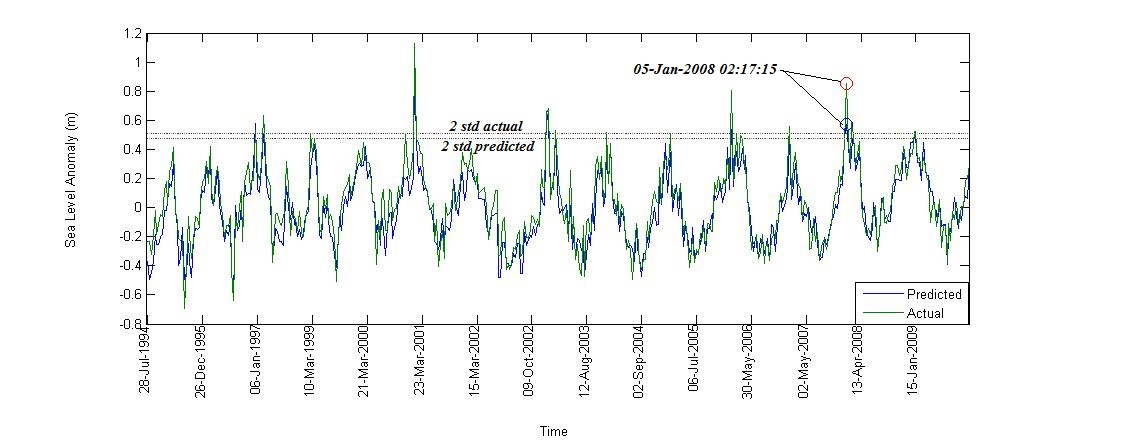 1.2
1
0.8
0.6
0.4
0.2
0
-0.2
-0.4
-0.6
-0.8
Sea Level Anomaly (m)
05-Jan-2008 02:17:15
2 std actual
2 std predicted
Predicted
Actual
28-Jul-1994
26-Dec-1995
06-Jan-1997
10-Mar-1999
21-Mar-2000
23-Mar-2001
15-Mar-2002
09-Oct-2002
12-Aug-2003
02-Sep-2004
06-Jul-2005
30-May-2006
02-May-2007
13-Apr-2008
15-Jan-2009
Time